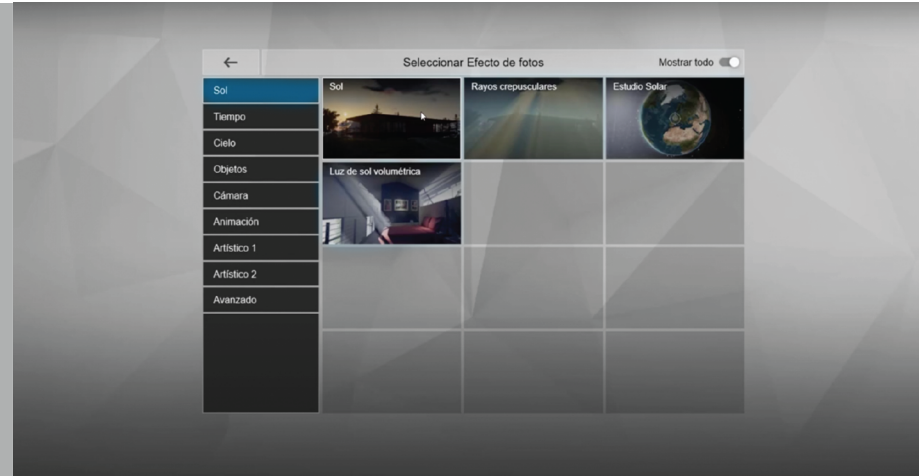 Seleccionar Efecto de fotos
Mostrar todo
Sol
Tiempo
Cielo
Objetos
Cámara
Animación
Artístico 1
Artístico 2
Avanzado
Sol
Rayos crepusculares
Estudio Solar
Luz de sol volumétrica